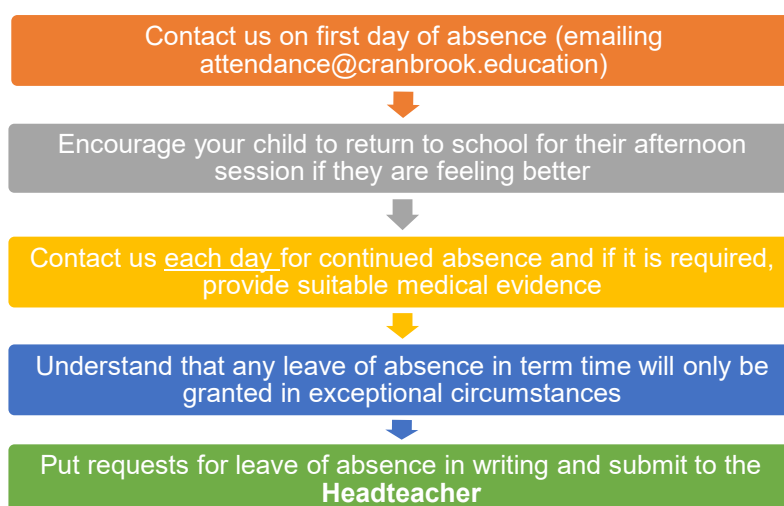 Contact us on first day of absence (emailing
attendance@cranbrook.education)
Encourage your child to return to school for their afternoon
session if they are feeling better
Contact us each day for continued absence and if it is required,
provide suitable medical evidence
Understand that any leave of absence in term time will only be
granted in exceptional circumstances
Put requests for leave of absence in writing and submit to the
Headteacher